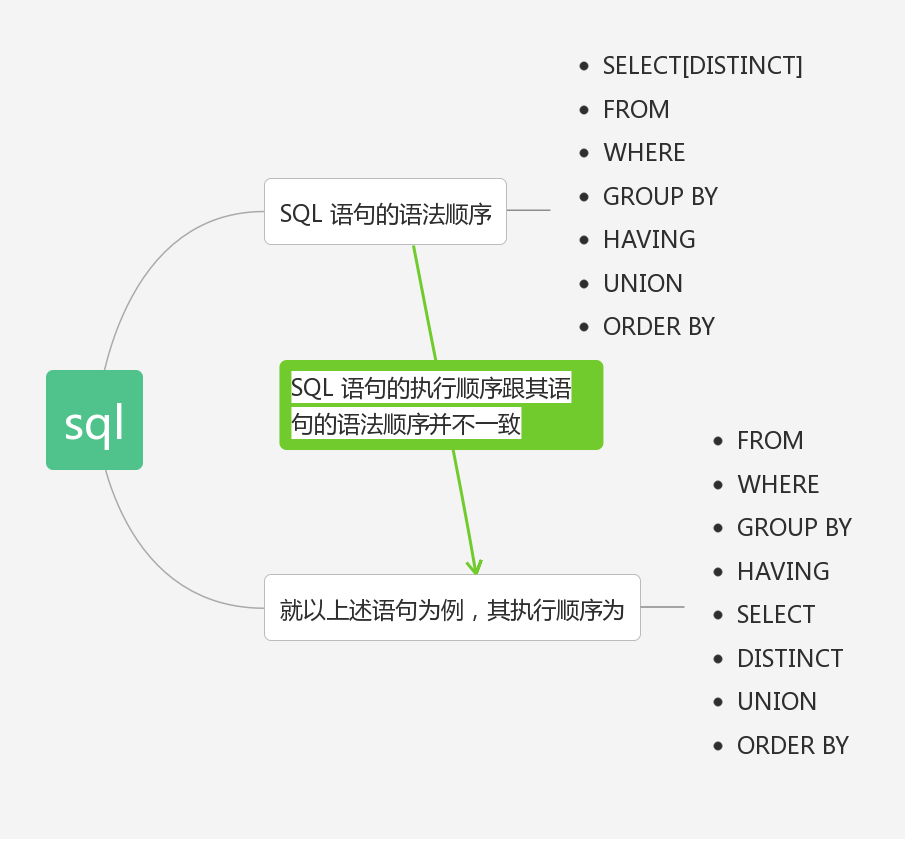 sql
SQL 语句的语法顺序
SELECT[DISTINCT]
FROM
WHERE
GROUP BY
HAVING
UNION
ORDER BY
SQL 语句的执行顺序跟其语
句的语法顺序并不一致
就以上述语句为例，其执行顺序为
FROM
WHERE
GROUP BY
HAVING
SELECT
DISTINCT
UNION
ORDER BY